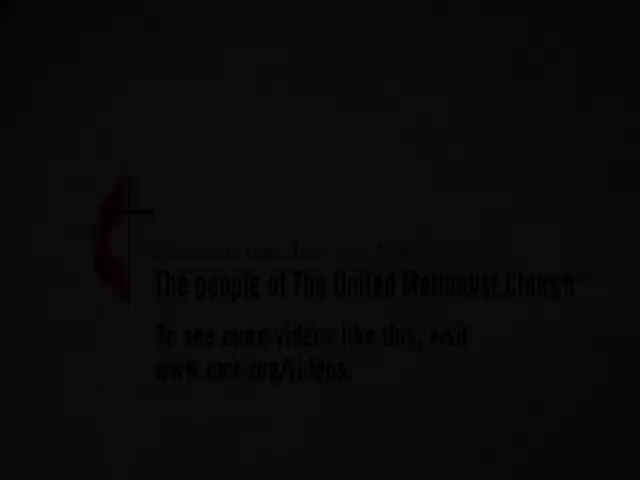 The people of The United Methodist Church
To see more videos like this, visit
www.umc.org/videos.